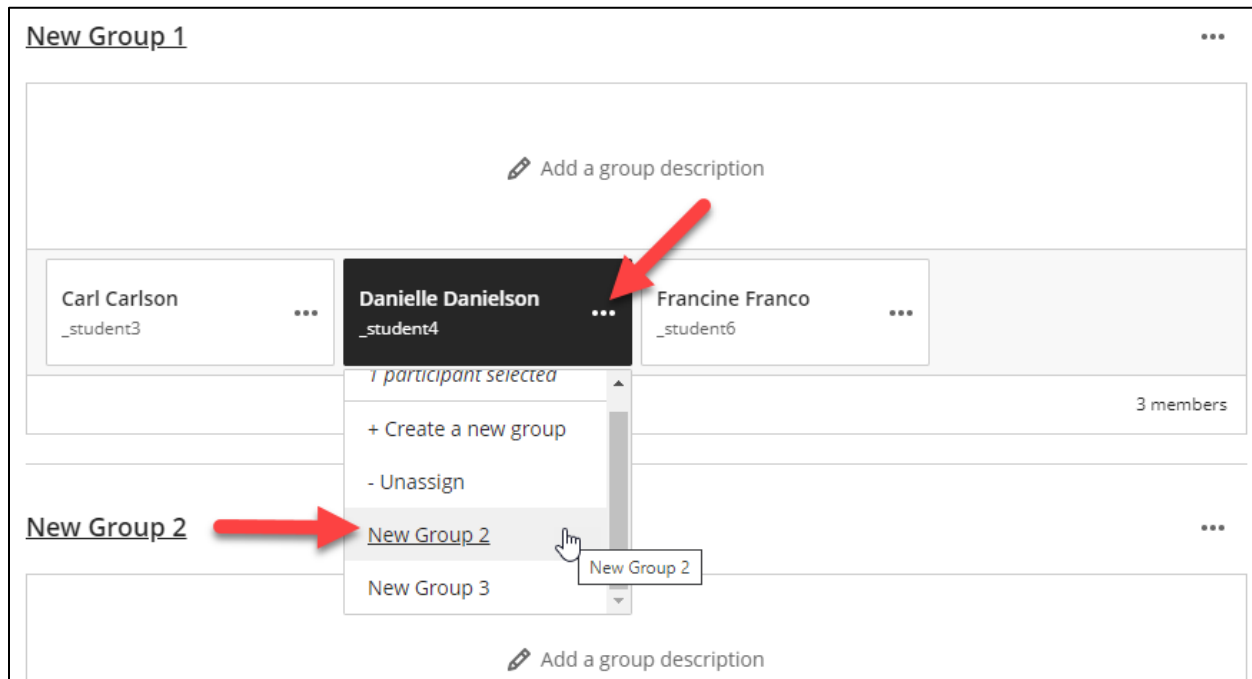 New Group 1
Add a group description
Carl Carlson
_student3
Danielle Danielson
_student4
Francine Franco
_student6
1 participant selected
3 members
+ Create a new group
- Unassign
New Group 2
New Group 2
New Group 2
New Group 3
Add a group description